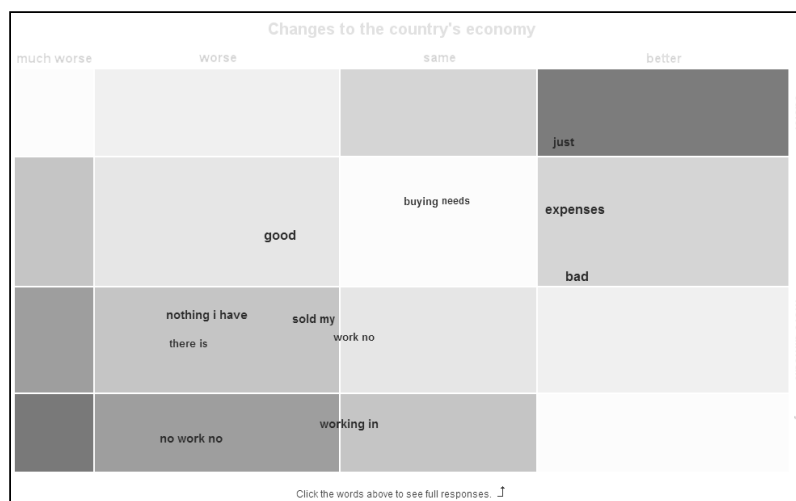 Changes to the country's economy
much worse worse same better
just
buying needs
expenses
good
bad
nothing i have
sold my
work no
there is
working in
no work no
Click the words above to see full responses.